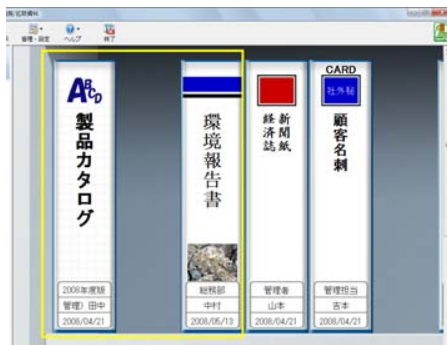 管理・設定
ヘルプ
終了
ABCD
製品カタログ
2008年度版
管理）田中
2008/04/21
環境報告書
総務部
中村
2008/05/13
新聞紙
経済誌
管理者
山本
2008/04/21
CARD
社外秘
顧客名刺
管理担当
吉本
2008/04/21